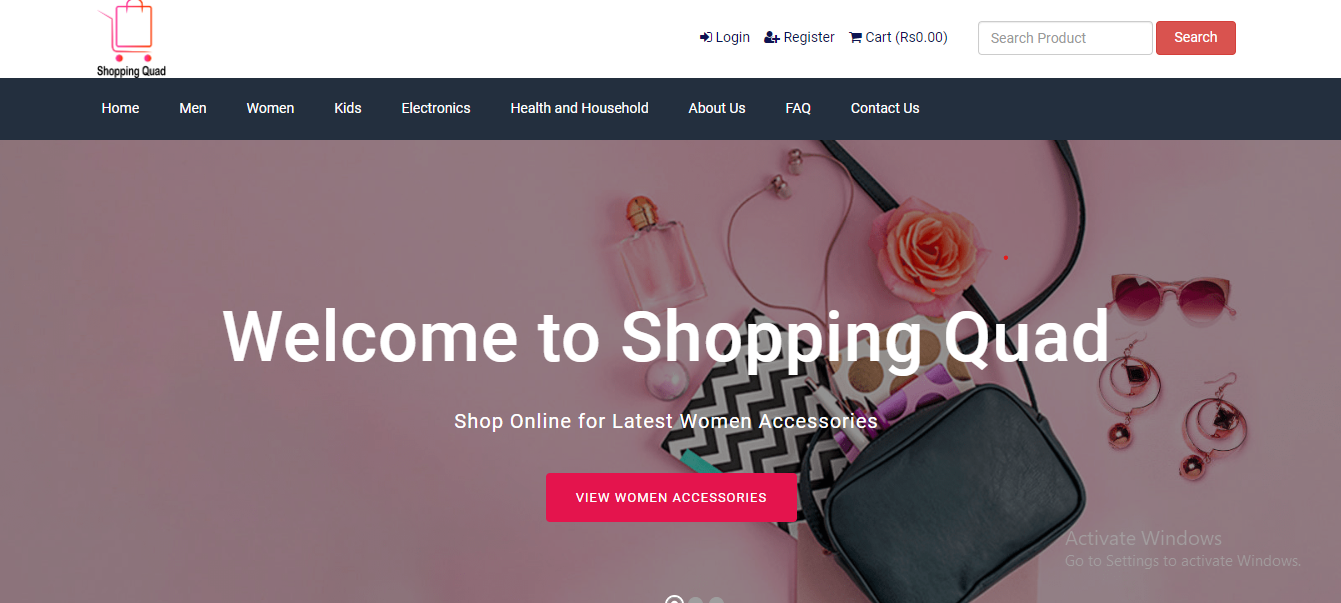 Shopping Quad
Login Register Cart (Rs0.00) Search Product Search
Home Men Women Kids Electronics Health and Household About Us FAQ Contact Us
Welcome to Shopping Quad
Shop Online for Latest Women Accessories
VIEW WOMEN ACCESSORIES
Activate Windows
Go to Settings to activate Windows.